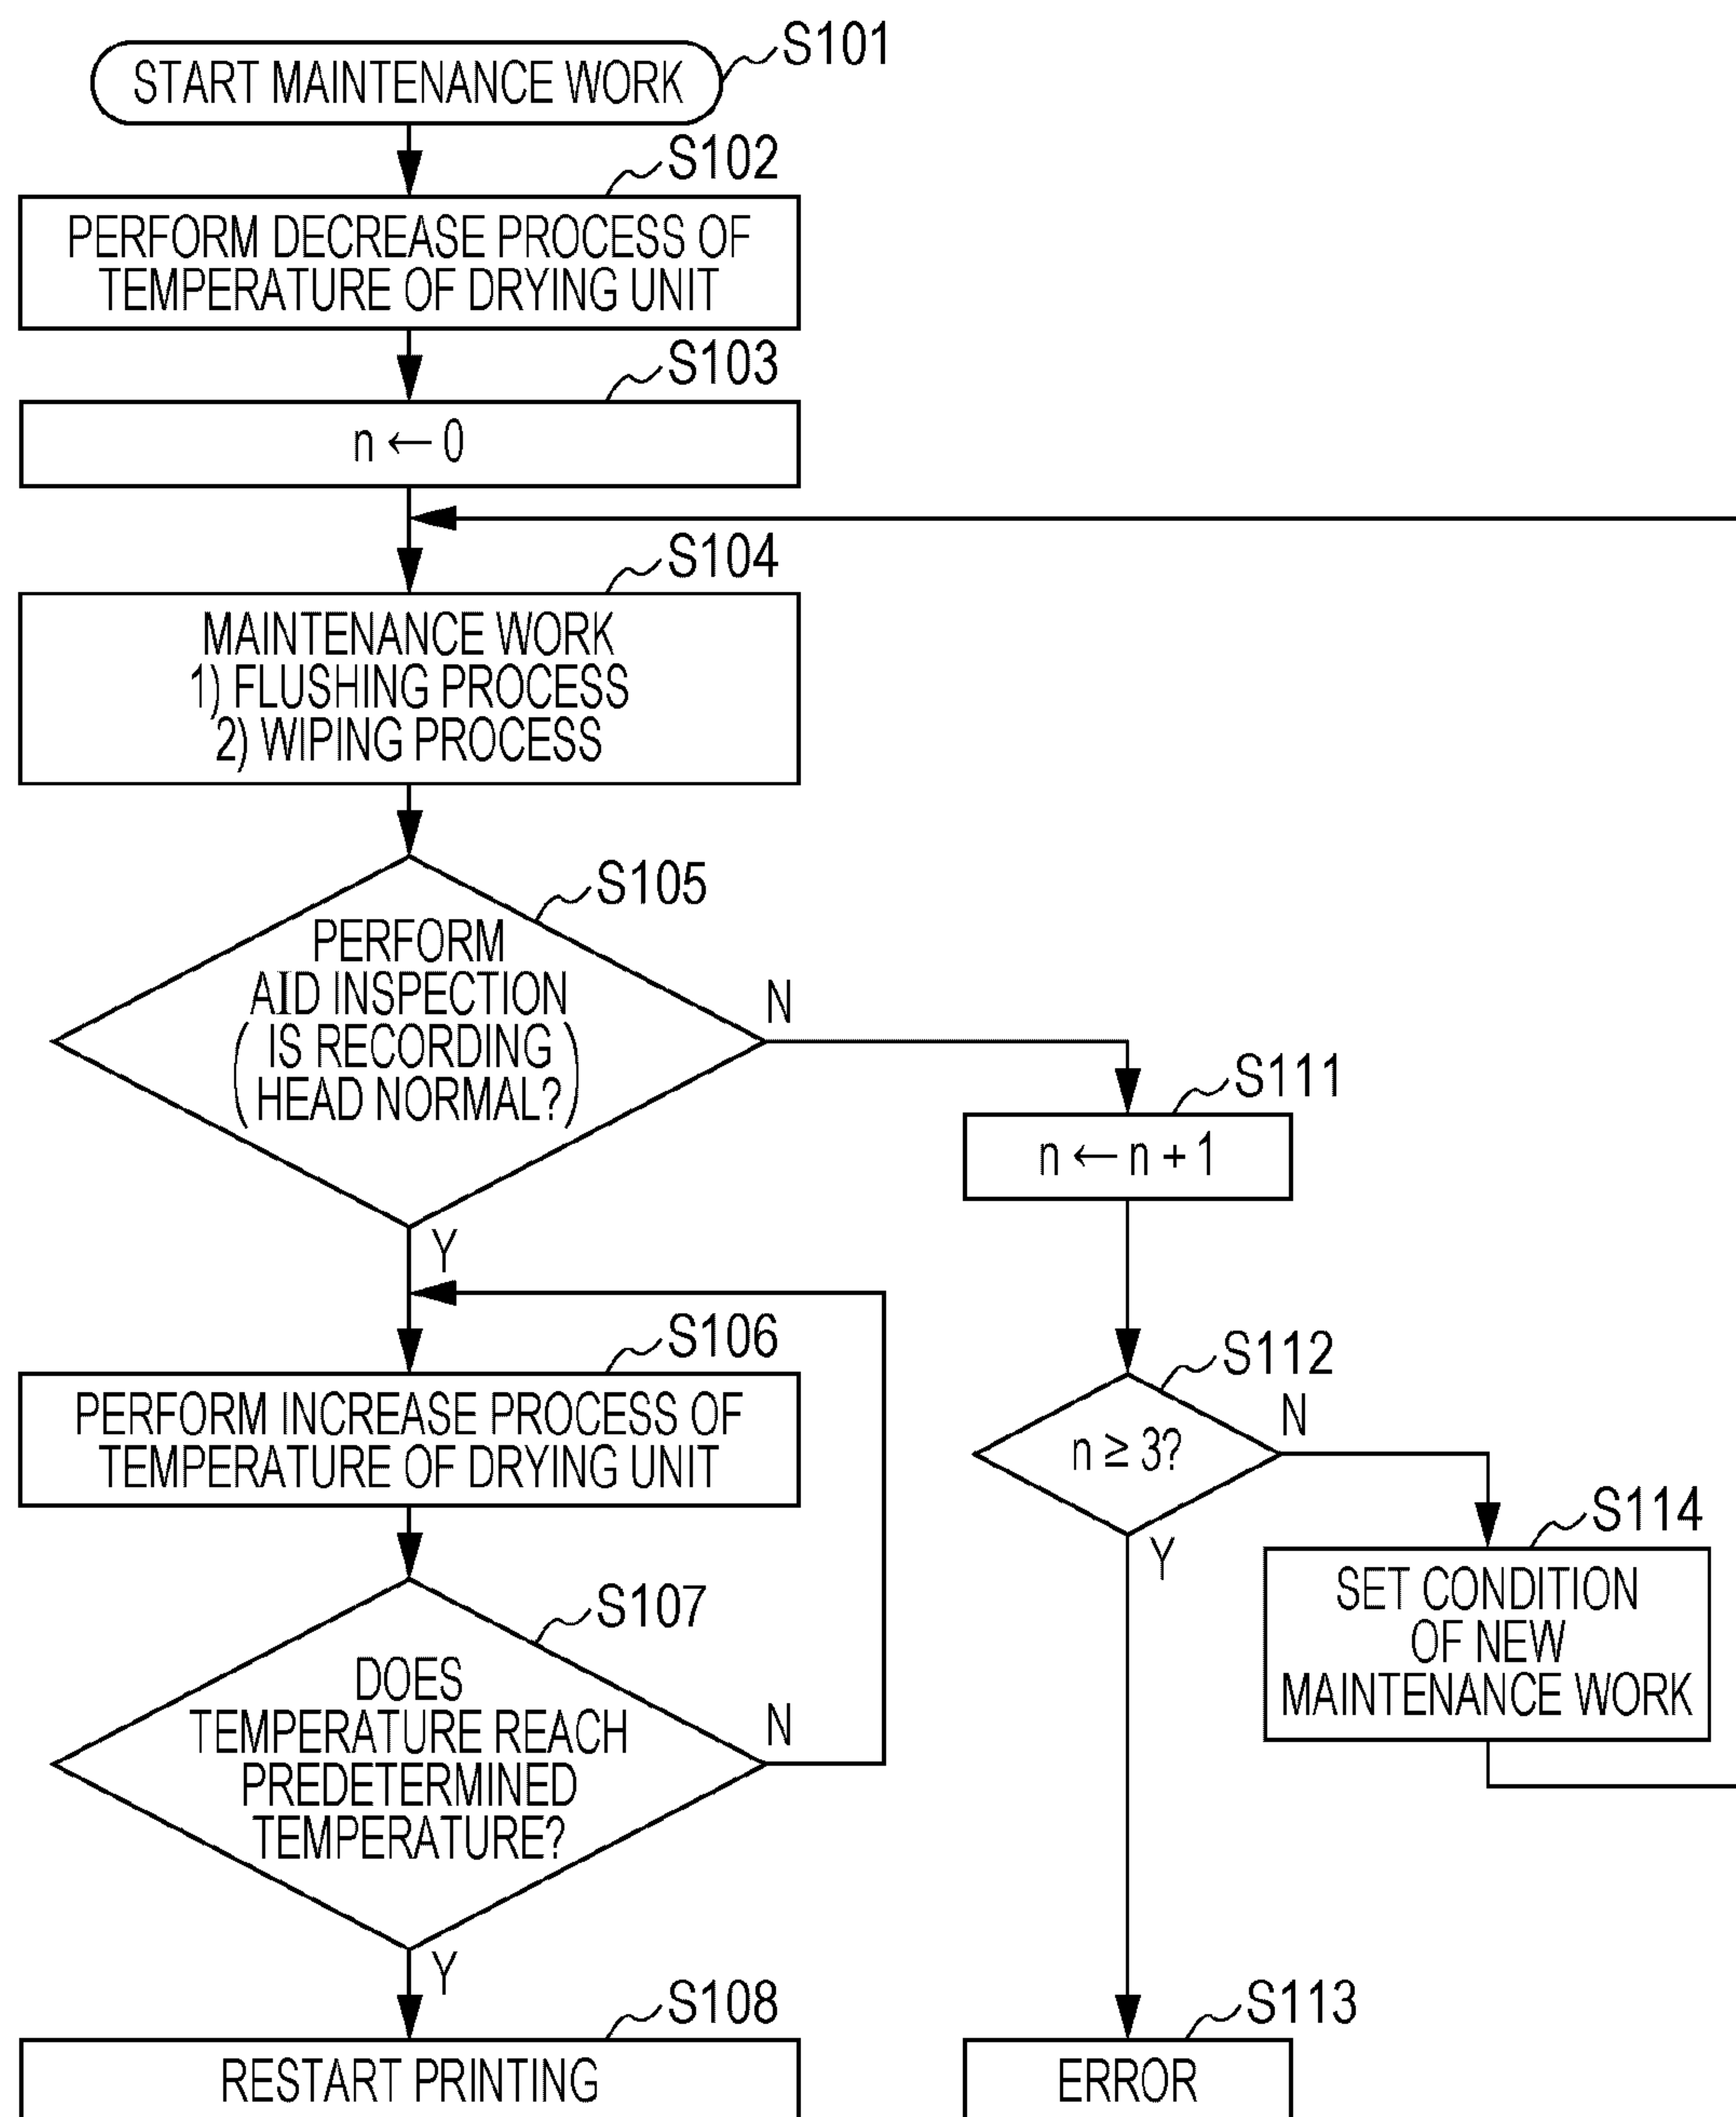 START MAINTENANCE WORK
S101
S102
PERFORM DECREASE PROCESS OF
TEMPERATURE OF DRYING UNIT
S103
n ← 0
S104
MAINTENANCE WORK
1) FLUSHING PROCESS
2) WIPING PROCESS
S105
PERFORM
AID INSPECTION
( IS RECORDING
HEAD NORMAL? )
N
Y
S111
n ← n + 1
S106
PERFORM INCREASE PROCESS OF
TEMPERATURE OF DRYING UNIT
S112
n ≥ 3?
N
Y
S114
SET CONDITION
OF NEW
MAINTENANCE WORK
S107
DOES
TEMPERATURE REACH
PREDETERMINED
TEMPERATURE?
N
Y
S108
RESTART PRINTING
S113
ERROR